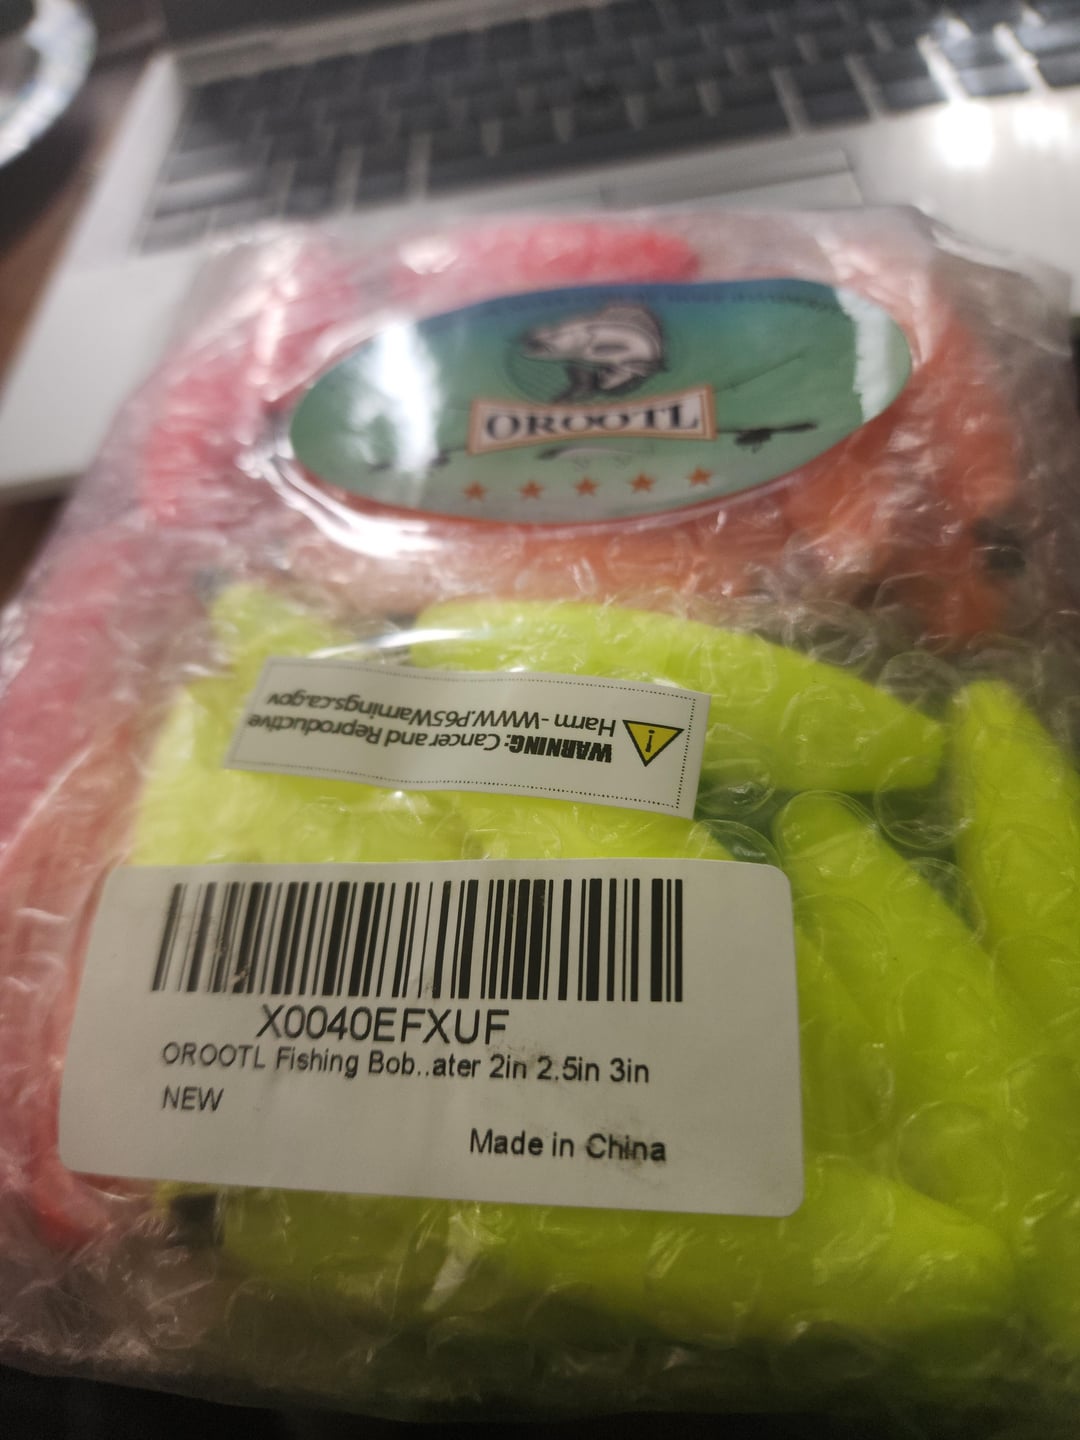 OROOTL
WARNING: Cancer and Reproductive
Harm -WWW.P65Warnings.ca.gov
X0040EFXUF
OROOTL Fishing Bob..ater 2in 2.5in 3in
NEW
Made in China